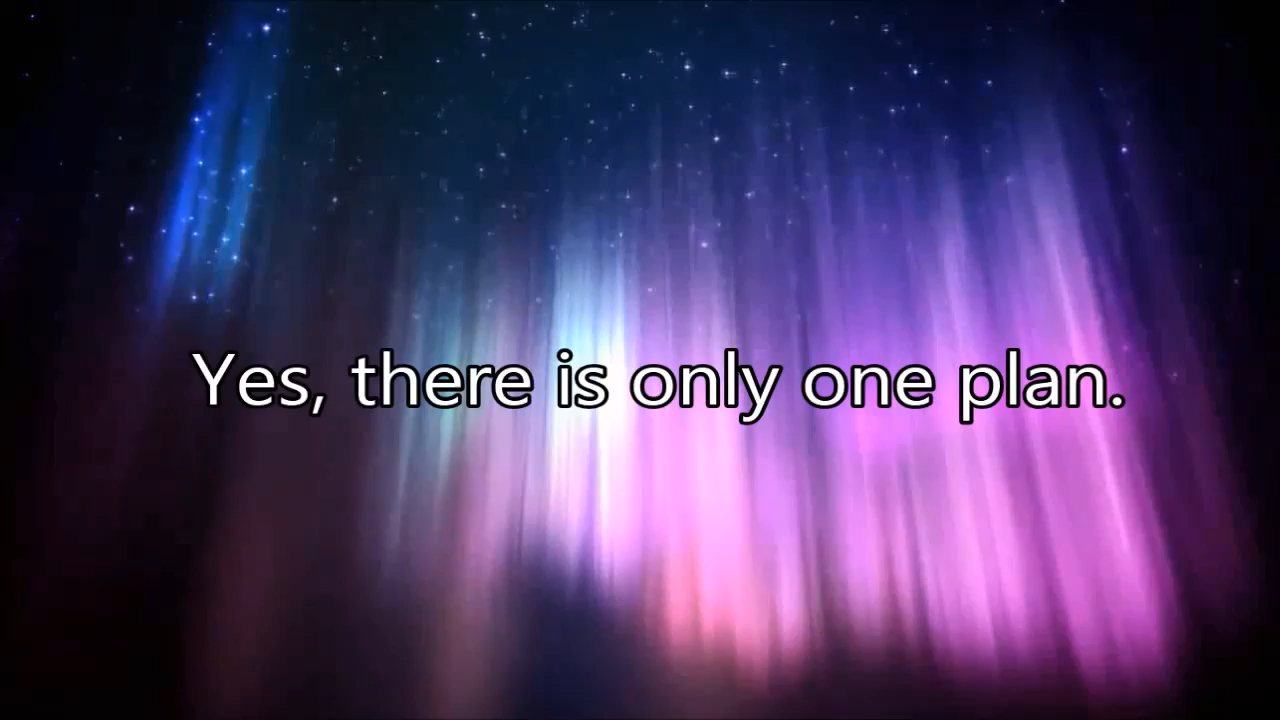 Yes, there is only one plan.